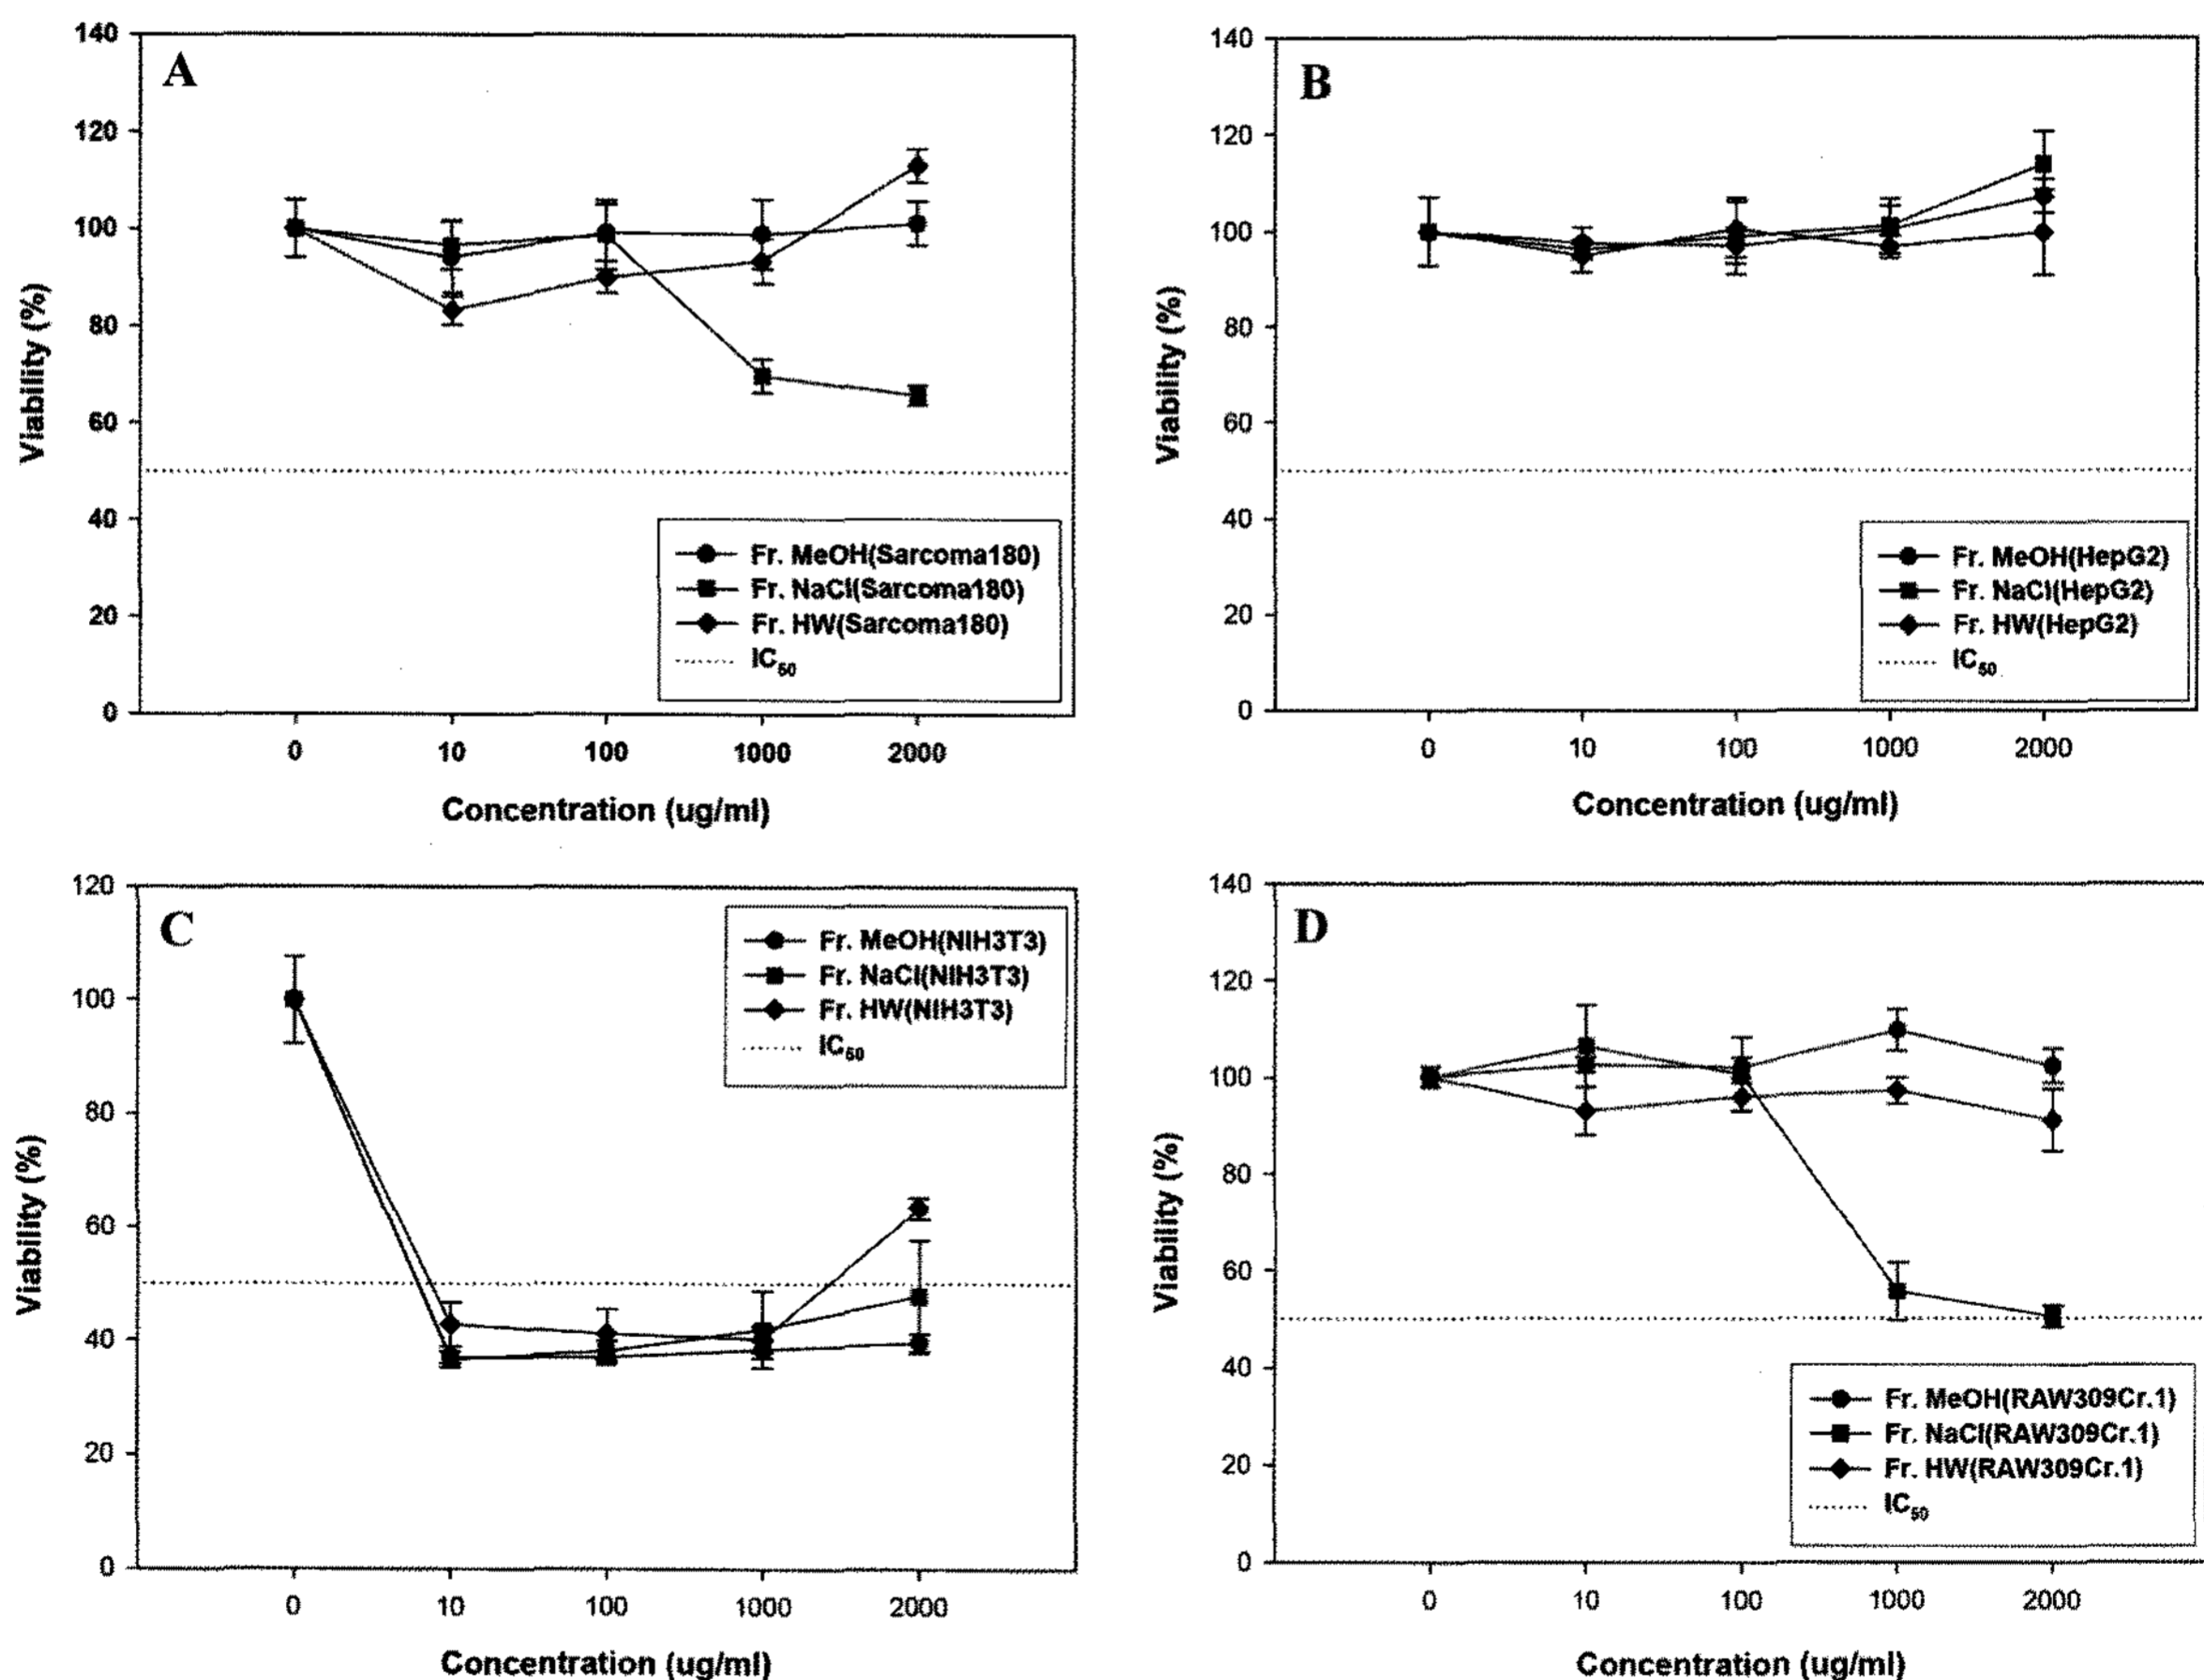 A
Viability (%)
140
120
100
80
60
40
20
0
Fr. MeOH(Sarcoma180)
Fr. NaCl(Sarcoma180)
Fr. HW(Sarcoma180)
IC50
0 10 100 1000 2000
Concentration (ug/ml)
B
Viability (%)
140
120
100
80
60
40
20
0
Fr. MeOH(HepG2)
Fr. NaCl(HepG2)
Fr. HW(HepG2)
IC50
0 10 100 1000 2000
Concentration (ug/ml)
C
Viability (%)
120
100
80
60
40
20
0
Fr. MeOH(NIH3T3)
Fr. NaCl(NIH3T3)
Fr. HW(NIH3T3)
IC50
0 10 100 1000 2000
Concentration (ug/ml)
D
Viability (%)
140
120
100
80
60
40
20
0
Fr. MeOH(RAW309Cr.1)
Fr. NaCl(RAW309Cr.1)
Fr. HW(RAW309Cr.1)
IC50
0 10 100 1000 2000
Concentration (ug/ml)